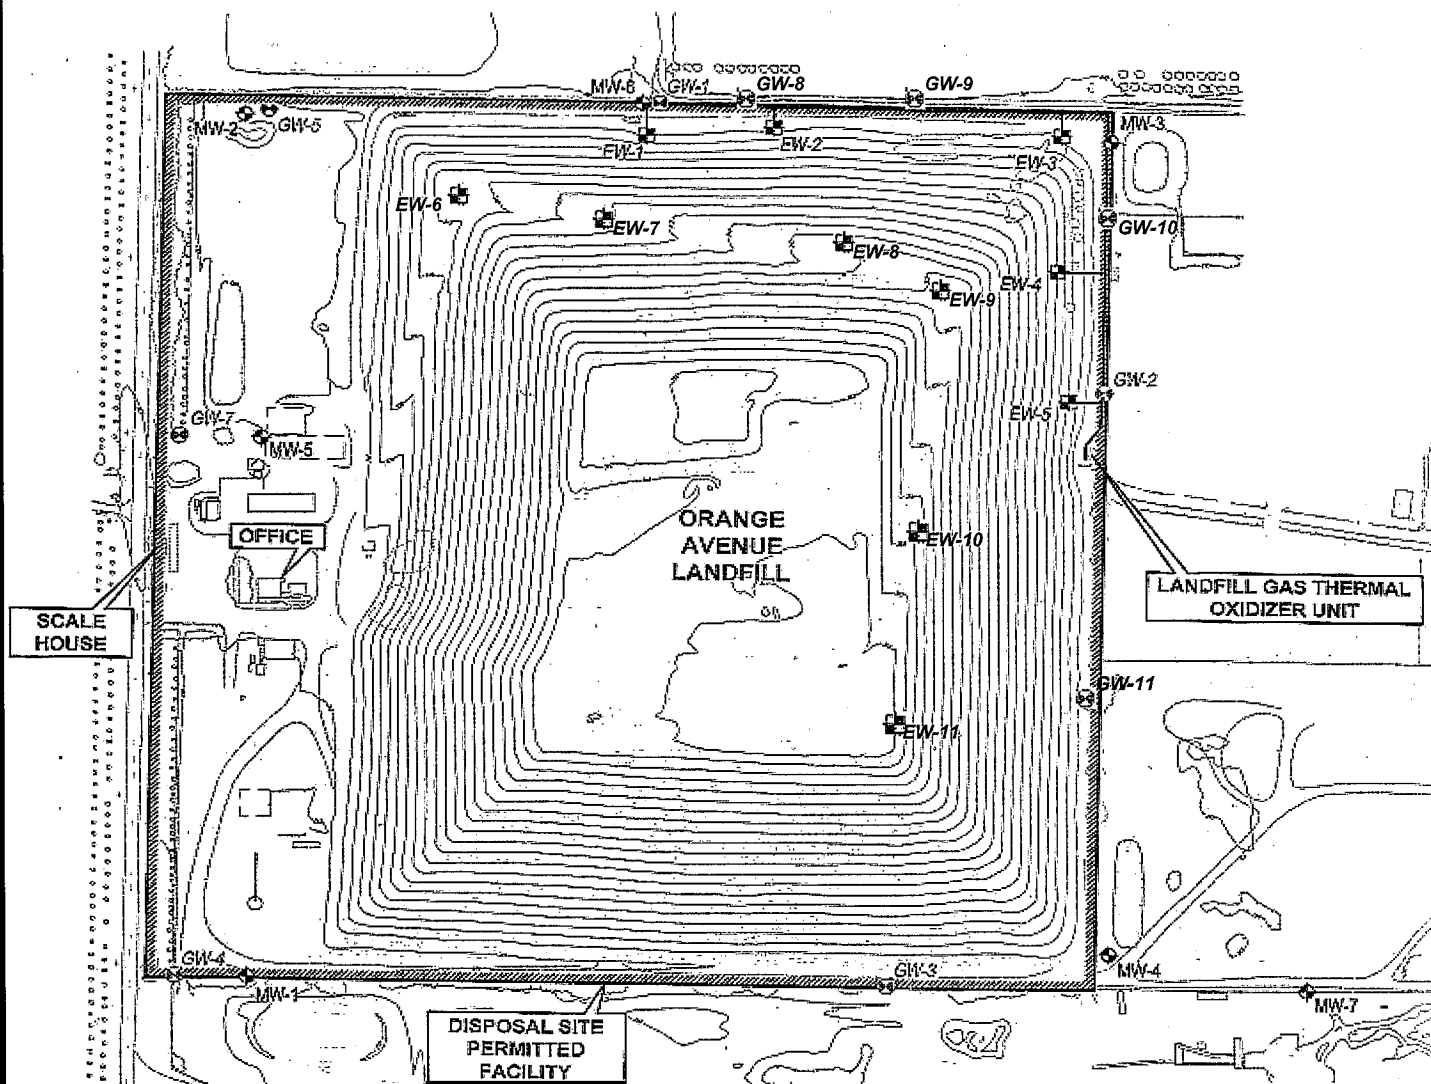 MW-6
GW-1
GW-8
GW-9
MW-2
GW-5
MW-3
EW-1
EW-2
EW-3
EW-6
EW-7
GW-10
EW-8
EW-4
EW-9
GW-2
EW-5
GW-7
MW-5
ORANGE
AVENUE
LANDFILL
OFFICE
EW-10
LANDFILL GAS THERMAL
OXIDIZER UNIT
SCALE
HOUSE
GW-11
EW-11
GW-4
MW-1
GW-3
MW-4
MW-7
DISPOSAL SITE
PERMITTED
FACILITY